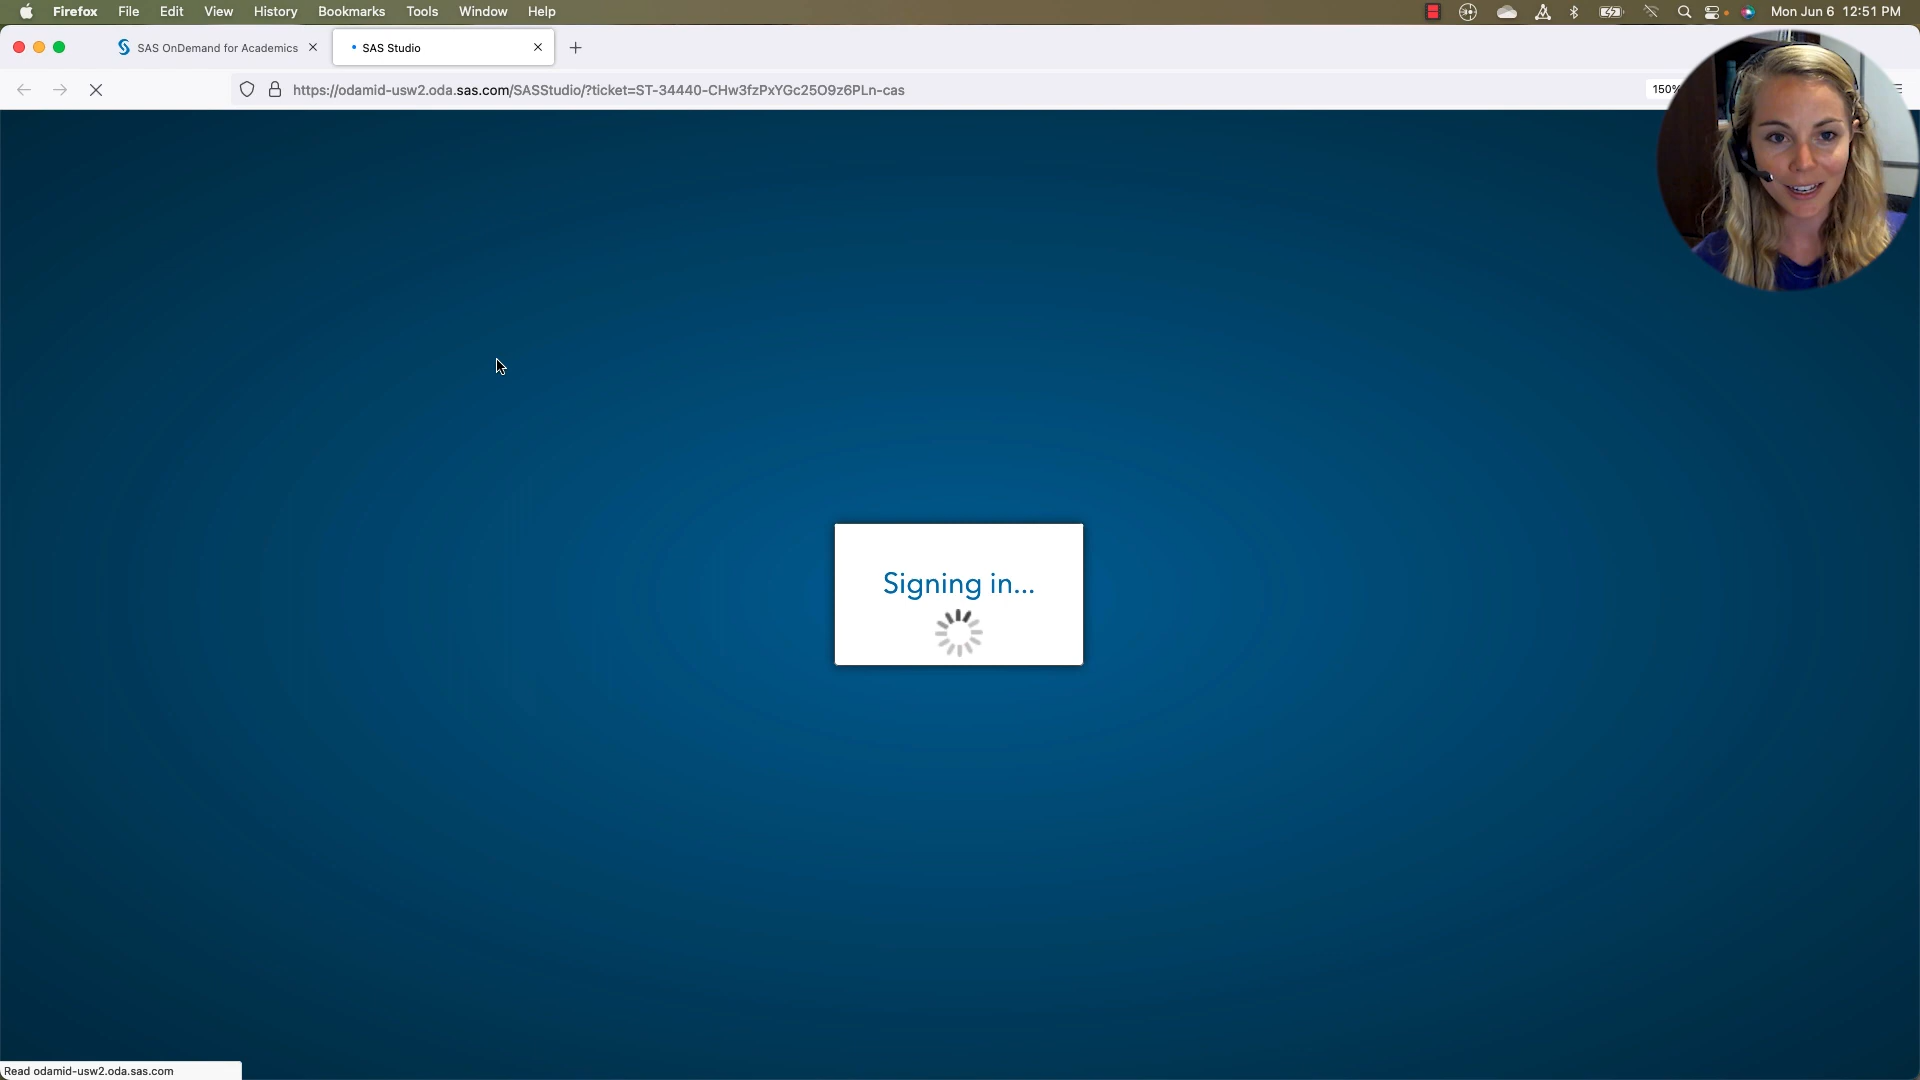 Firefox File Edit View History Bookmarks Tools Window Help Mon Jun 6 12:51 PM
SAS OnDemand for Academics SAS Studio
https://odamid-usw2.oda.sas.com/SASStudio/?ticket=ST-34440-CHw3fzPxYGc25O9z6PLn-cas 150%
Signing in...
Read odamid-usw2.oda.sas.com